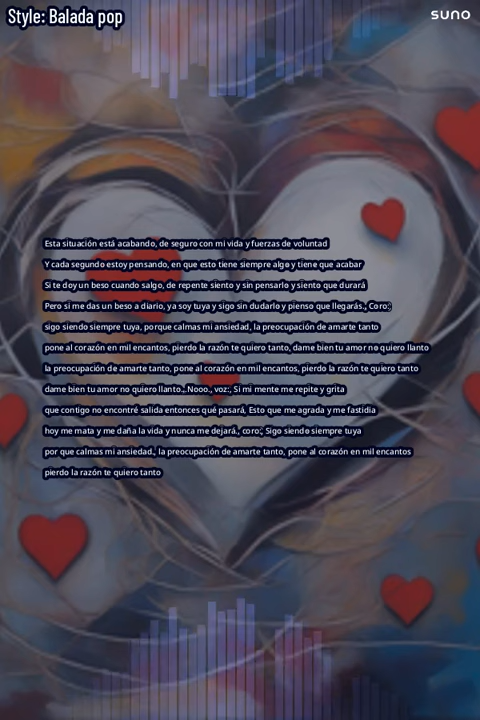 Style: Balada pop
suno
Esta situación está acabando, de seguro con mi vida y fuerzas de voluntad
Y cada segundo estoy pensando, en que esto tiene siempre algo y tiene que acabar
Si te doy un beso cuando salgo, de repente siento y sin pensarlo y siento que durará
Pero si me das un beso a diario, ya soy tuya y sigo sin dudarlo y pienso que llegarás., Coro:
sigo siendo siempre tuya, porque calmas mi ansiedad, la preocupación de amarte tanto
pone al corazón en mil encantos, pierdo la razón te quiero tanto, dame bien tu amor no quiero llanto
la preocupación de amarte tanto, pone al corazón en mil encantos, pierdo la razón te quiero tanto
dame bien tu amor no quiero llanto., Nooo., voz:, Si mi mente me repite y grita
que contigo no encontré salida entonces qué pasará, Esto que me agrada y me fastidia
hoy me mata y me daña la vida y nunca me dejará., coro:, Sigo siendo siempre tuya
por que calmas mi ansiedad., la preocupación de amarte tanto, pone al corazón en mil encantos
pierdo la razón te quiero tanto